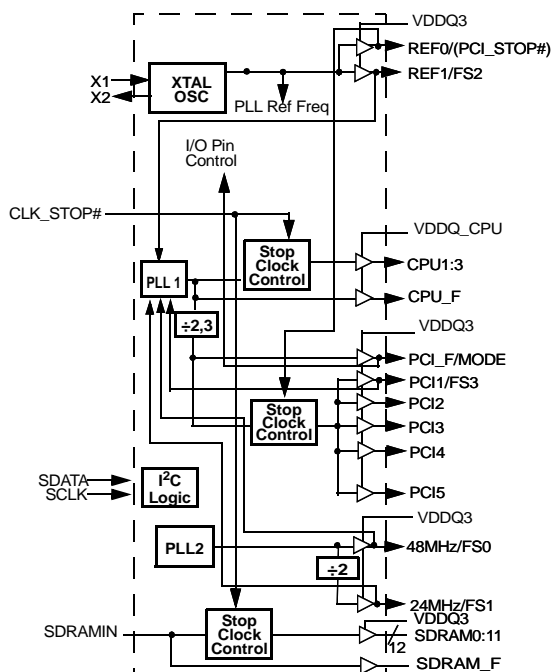 VDDQ3
REF0/(PCI_STOP#)
X1
XTAL
OSC
REF1/FS2
X2
PLL Ref Freq
I/O Pin
Control
CLK_STOP#
VDDQ_CPU
Stop
Clock
Control
CPU1:3
PLL 1
CPU_F
÷2,3
VDDQ3
PCI_F/MODE
PCI1/FS3
Stop
Clock
Control
PCI2
PCI3
PCI4
SDATA
SCLK
I2C
Logic
PCI5
VDDQ3
PLL2
48MHz/FS0
÷2
24MHz/FS1
VDDQ3
SDRAMIN
Stop
Clock
Control
SDRAM0:11
12
SDRAM_F